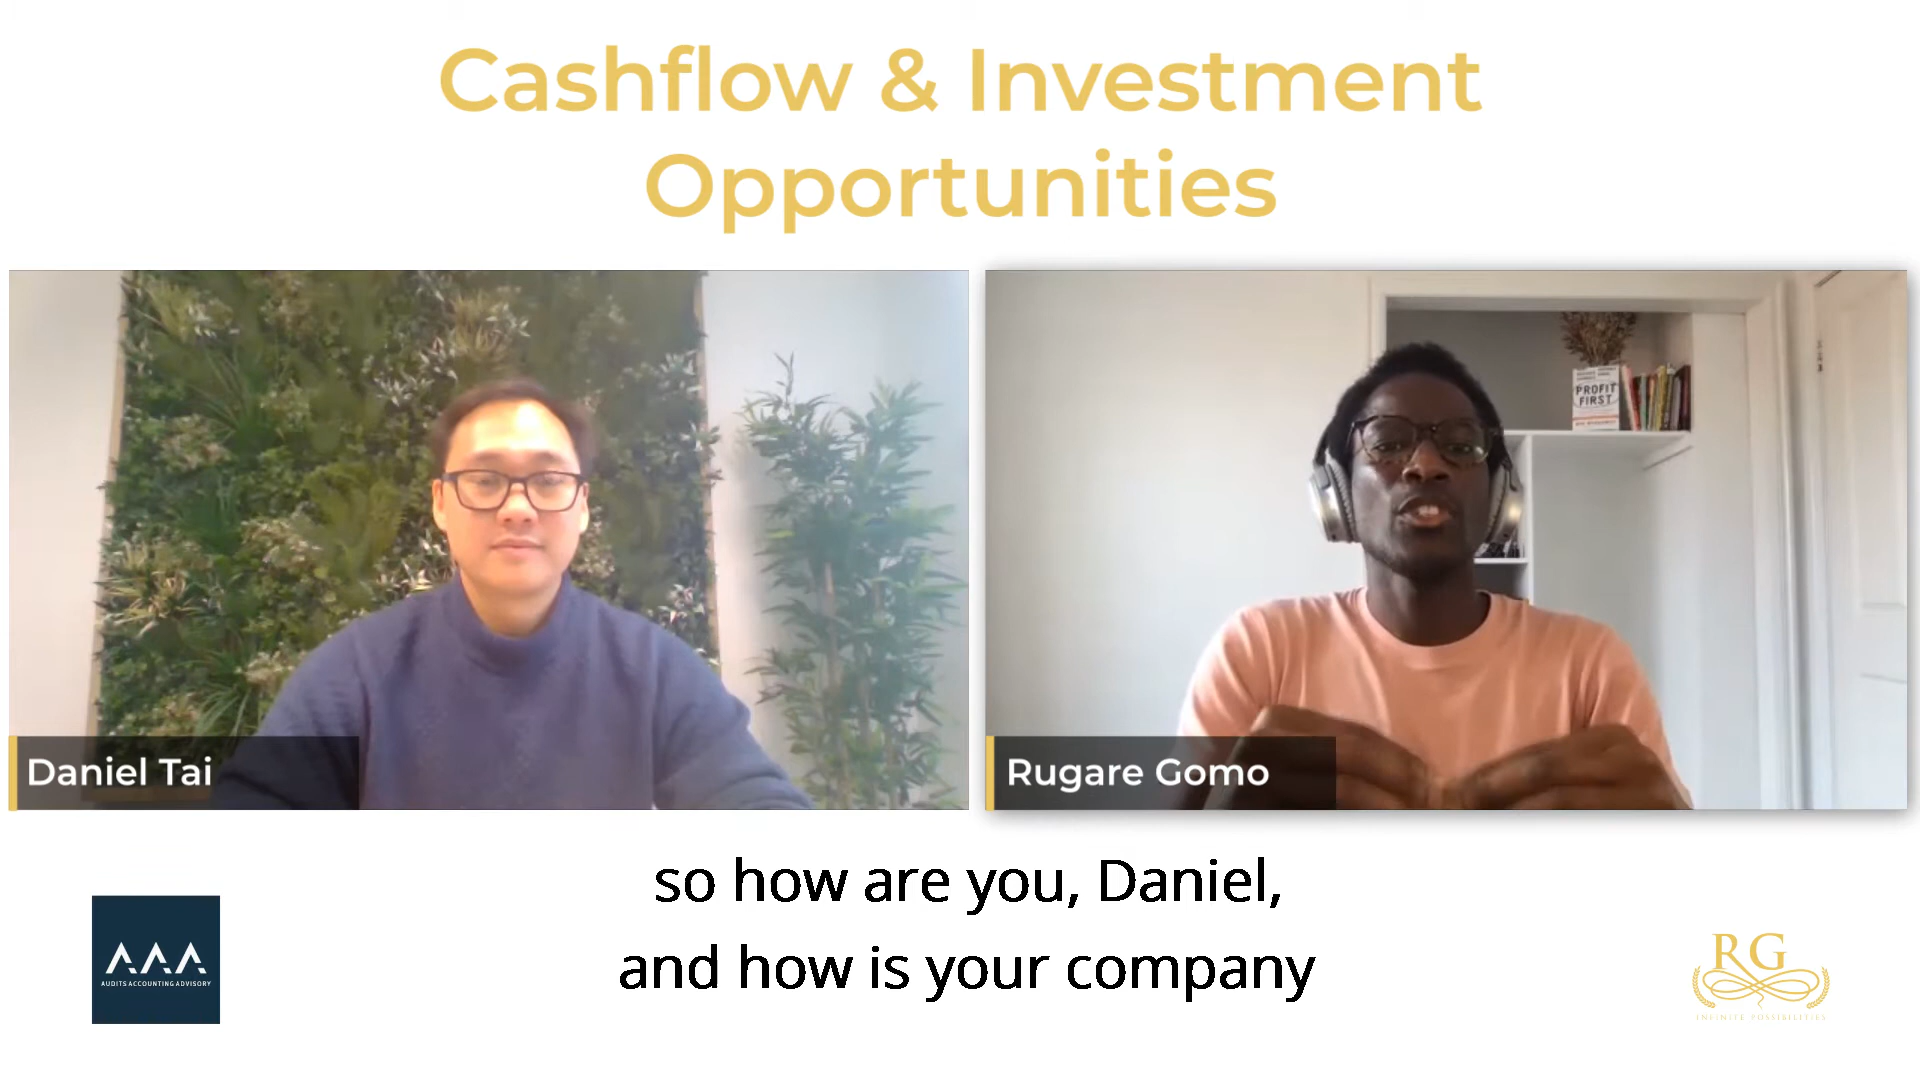 Cashflow & Investment
Opportunities
PROFIT
FIRST
Daniel Tai
Rugare Gomo
so how are you, Daniel,
and how is your company
AAA
AUDITS ACCOUNTING ADVISORY
RG
INFINITE POSSIBILITIES